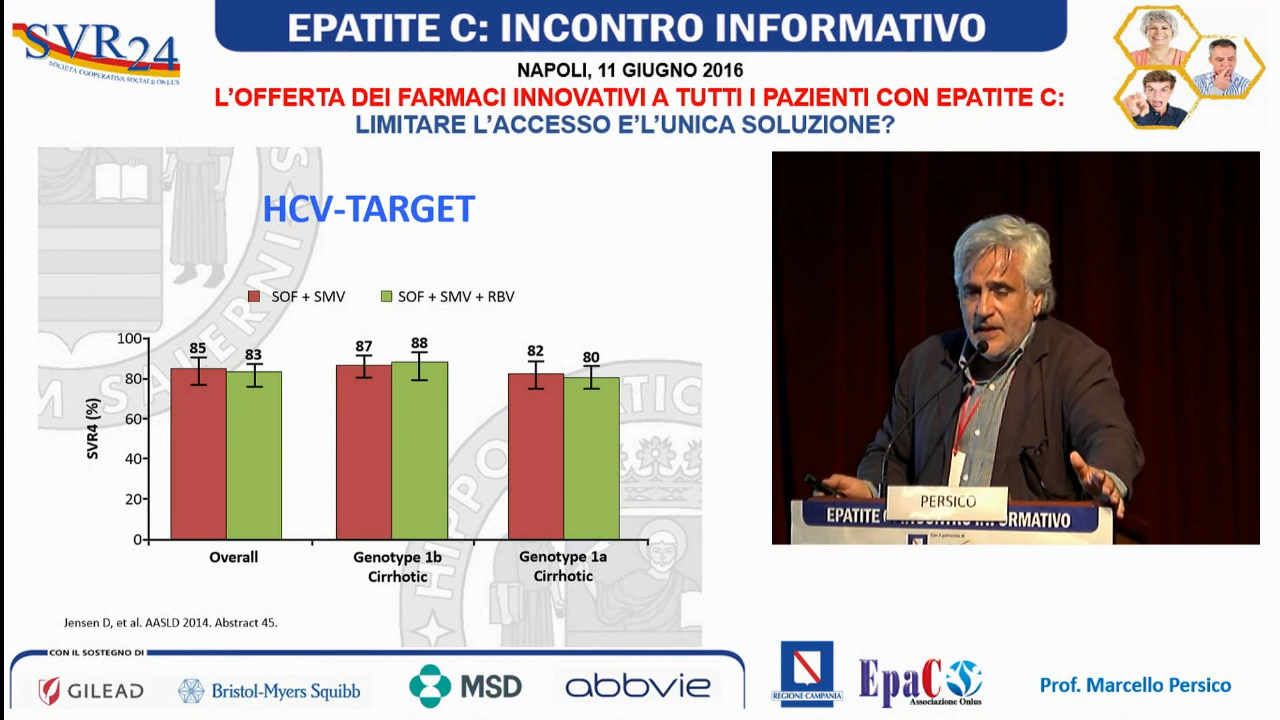 SVR24
SOCIETÀ COOPERATIVA SOCIALE ONLUS
EPATITE C: INCONTRO INFORMATIVO
NAPOLI, 11 GIUGNO 2016
L'OFFERTA DEI FARMACI INNOVATIVI A TUTTI I PAZIENTI CON EPATITE C:
LIMITARE L'ACCESSO E'L'UNICA SOLUZIONE?
HCV-TARGET
SOF + SMV
SOF + SMV + RBV
SVR4 (%)
100
80
60
40
20
0
85
83
87
88
82
80
Overall
Genotype 1b
Cirrhotic
Genotype 1a
Cirrhotic
HIPPO
Jensen D, et al. AASLD 2014. Abstract 45.
PERSICO
EPATITE
INFORMATIVO
CON IL SOSTEGNO DI
GILEAD
Bristol-Myers Squibb
MSD
abbvie
REGIONE CAMPANIA
EpaC
Associazione Onlus
Prof. Marcello Persico